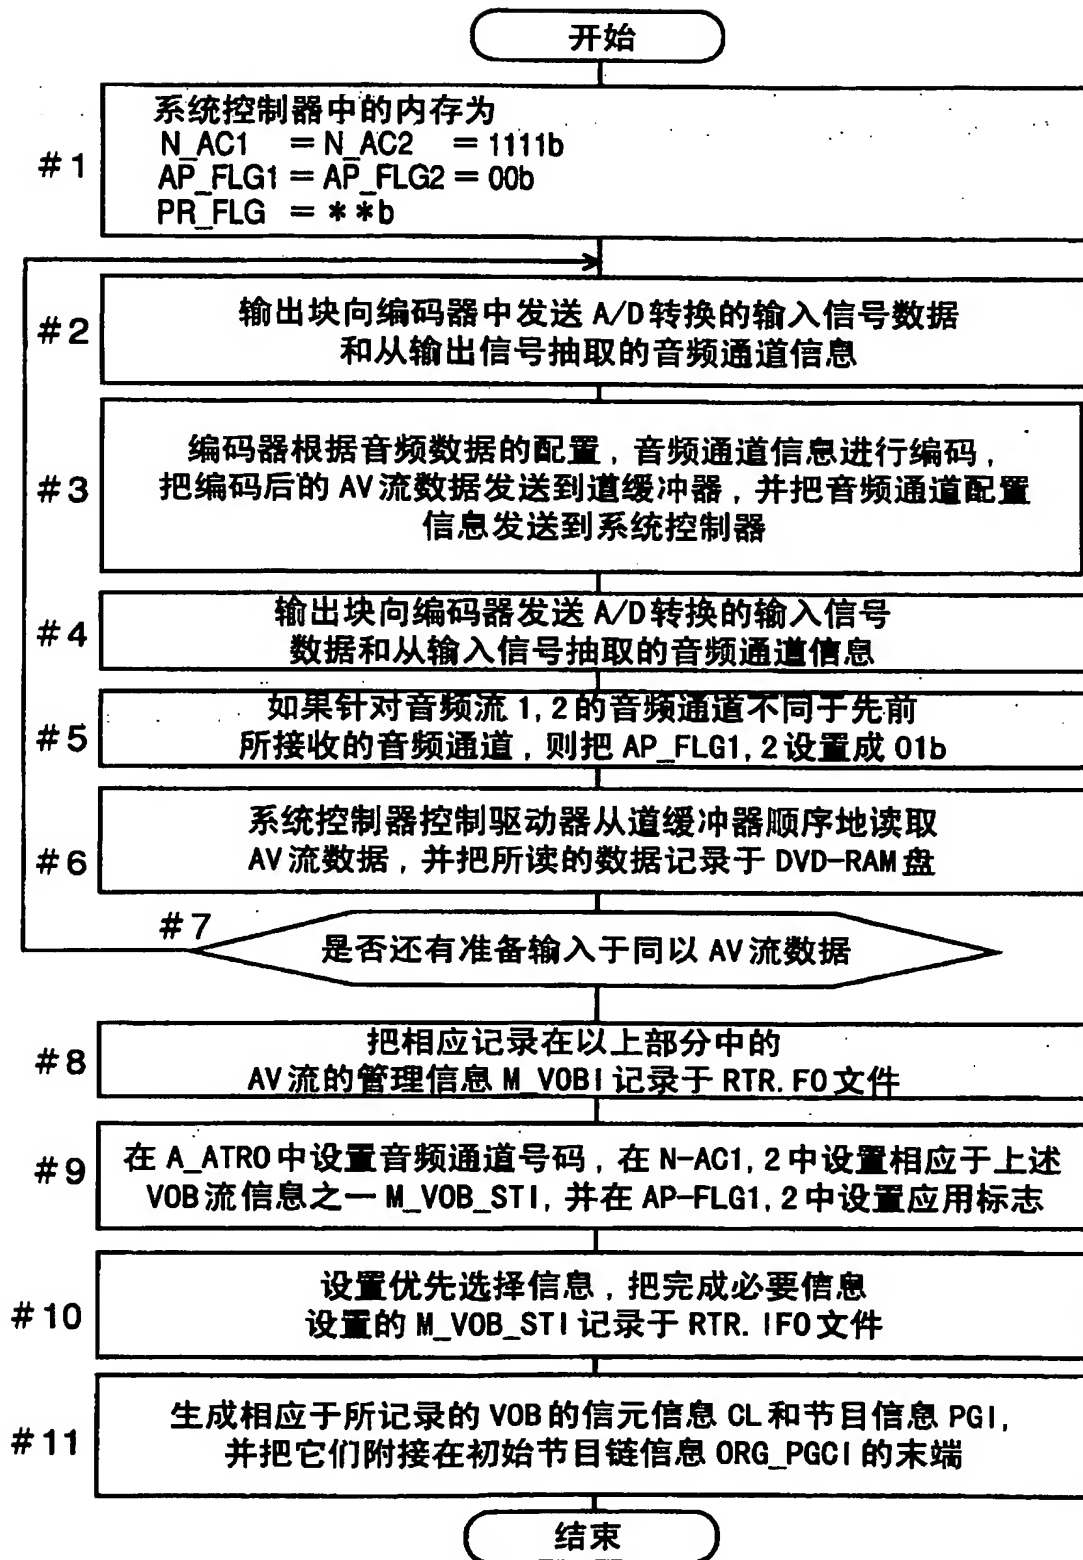 开始
系统控制器中的内存为
N_AC1 = N_AC2 = 1111b
#1
AP_FLG1 = AP_FLG2 = 00b
PR_FLG = **b
#2
输出块向编码器中发送 A/D 转换的输入信号数据
和从输出信号抽取的音频通道信息
编码器根据音频数据的配置,音频通道信息进行编码,
#3
把编码后的 AV 流数据发送到道缓冲器,并把音频通道配置
信息发送到系统控制器
输出块向编码器发送 A/D 转换的输入信号
#4
数据和从输入信号抽取的音频通道信息
如果针对音频流 1, 2 的音频通道不同于先前
#5
所接收的音频通道,则把 AP_FLG1, 2 设置成 01b
系统控制器控制驱动器从道缓冲器顺序地读取
#6
AV 流数据,并把所读的数据记录于 DVD-RAM 盘
#7
是否还有准备输入于同以 AV 流数据
把相应记录在以上部分中的
#8
AV 流的管理信息 M_VOBI 记录于 RTR. FO 文件
#9
在 A_ATRO 中设置音频通道号码,在 N-AC1, 2 中设置相应于上述
VOB 流信息之一 M_VOB_STI, 并在 AP-FLG1, 2 中设置应用标志
设置优先选择信息,把完成必要信息
#10
设置的 M_VOB_STI 记录于 RTR. IFO 文件
生成相应于所记录的 VOB 的信元信息 CL 和节目信息 PGI,
#11
并把它们附接在初始节目链信息 ORG_PGCI 的末端
结束